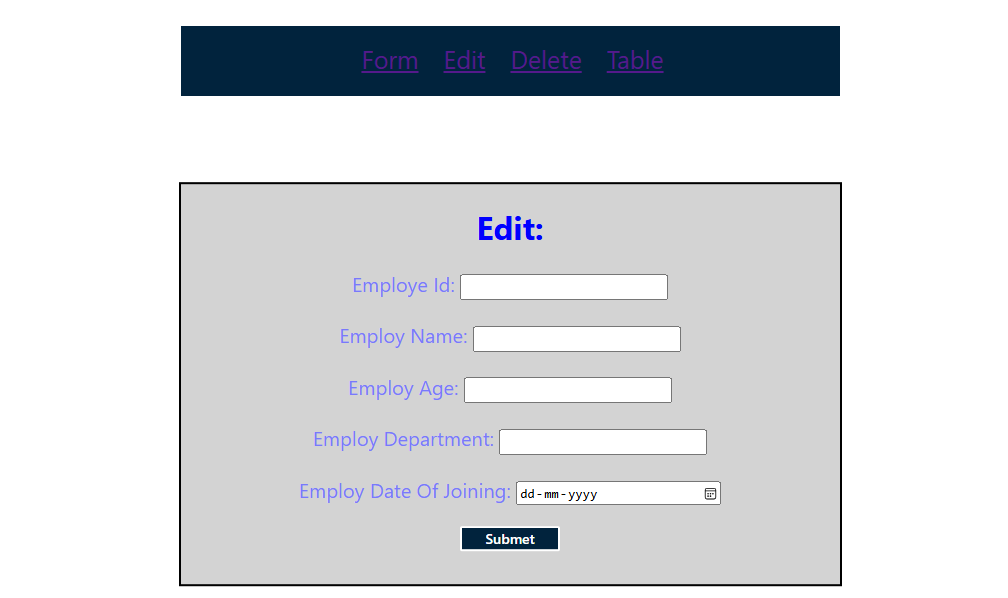 Form Edit Delete Table
Edit:
Employe Id:
Employ Name:
Employ Age:
Employ Department:
Employ Date Of Joining: dd-mm-yyyy
Submet